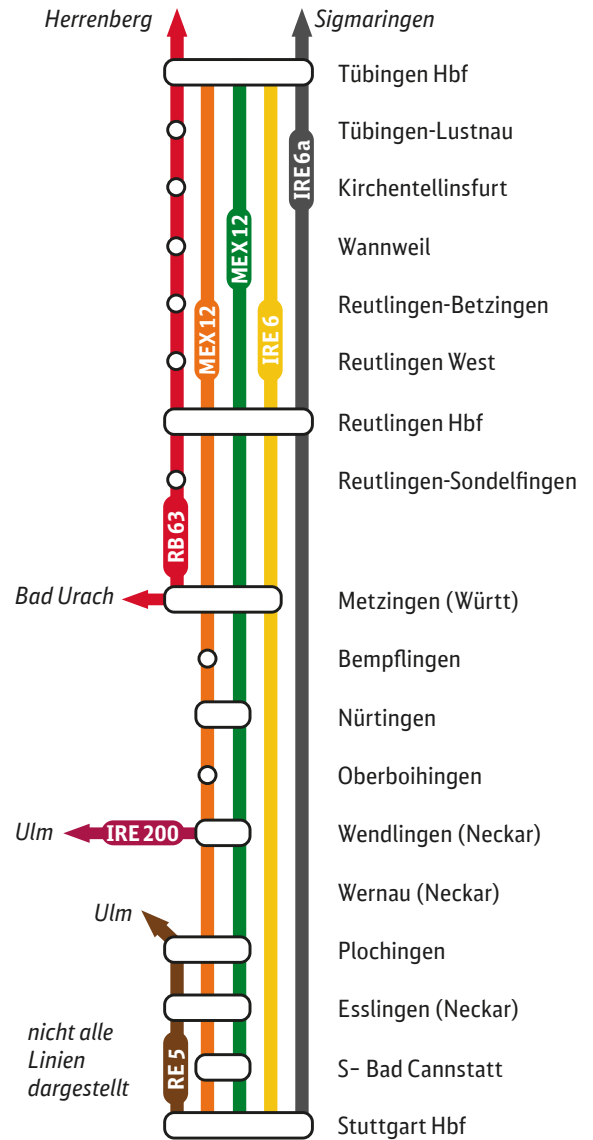 Herrenberg
Sigmaringen
Tübingen Hbf
Tübingen-Lustnau
IRE 6a
Kirchentellinsfurt
MEX 12
Wannweil
Reutlingen-Betzingen
MEX 12
IRE 6
Reutlingen West
Reutlingen Hbf
Reutlingen-Sondelfingen
RB 63
Bad Urach
Metzingen (Württ)
Bempflingen
Nürtingen
Oberboihingen
Ulm
IRE 200
Wendlingen (Neckar)
Wernau (Neckar)
Ulm
Plochingen
Esslingen (Neckar)
nicht alle
Linien
dargestellt
RE 5
S- Bad Cannstatt
Stuttgart Hbf